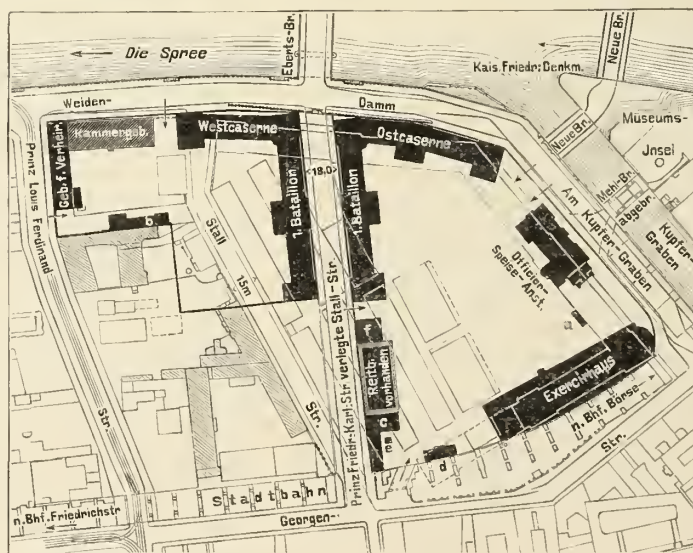 Die Spree
Eberts-Br.
Kais. Friedr: Denkm.
Neue Br.
Neue Br.
Museums-
Jnsel
Mehl-Br.
abgebr.
Kupfer-
Graben
Am Kupfer-Graben
Weiden-
Damm
Kammergeb.
Westcaserne
Ostcaserne
Geb. f. Verheir.
Prinz Louis Ferdinand
Str.
b
Stall
15m
Str.
1. Bataillon
<18,0>
1. Bataillon
Prinz Friedr: Karl: Str. verlegte Stall-Str.
Officier-
Speise-Anst.
a
f
Reitb.
vorhanden
c
e
d
Exercirhaus
n. Bhf. Börse
Str.
Stadtbahn
n. Bhf. Friedrichstr
Georgen-